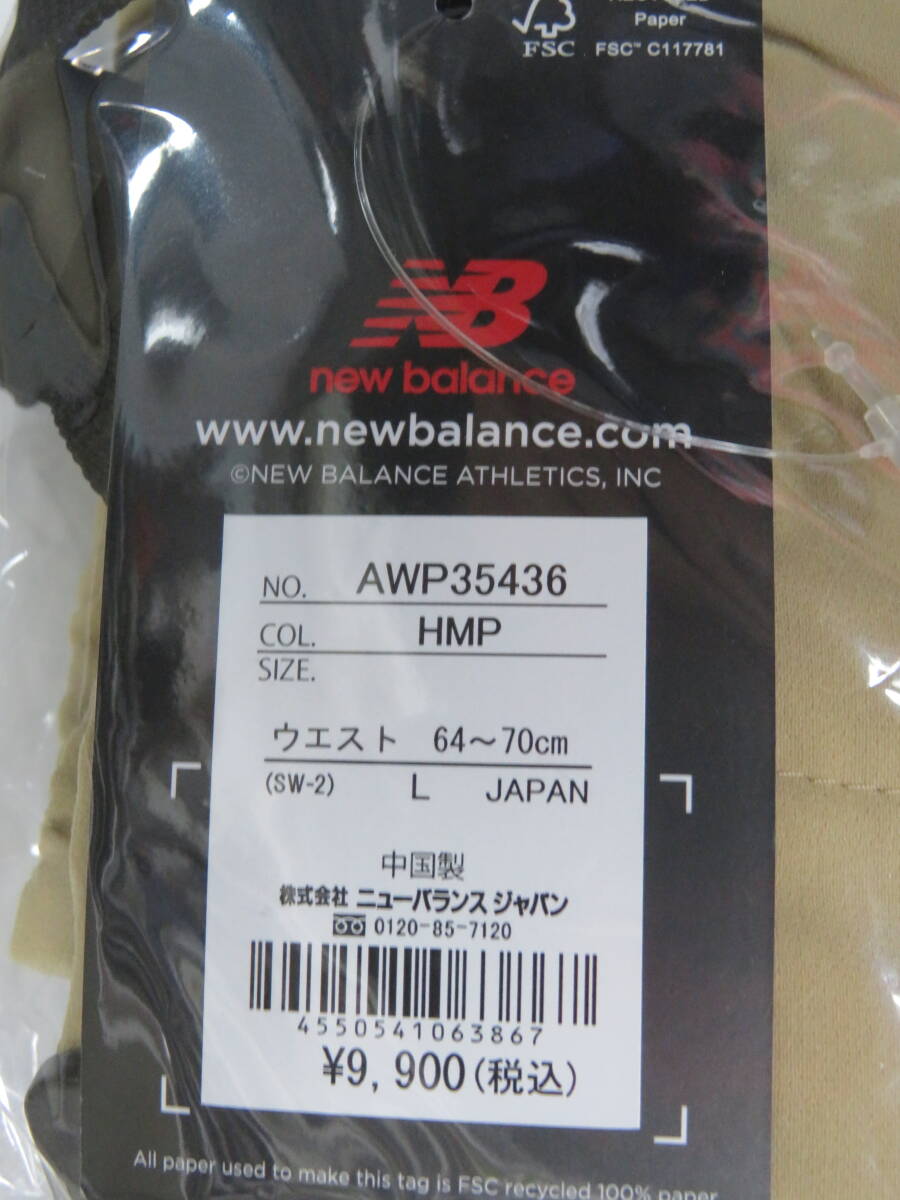 Paper
FSC FSC™ C117781
NB
new balance
www.newbalance.com
©NEW BALANCE ATHLETICS, INC
NO. AWP35436
COL. HMP
SIZE.
ウエスト 64～70cm
(SW-2) L JAPAN
中国製
株式会社 ニューバランス ジャパン
0120-85-7120
4550541063867
¥9,900(税込)
All paper used to make this tag is FSC recycled 100% paper